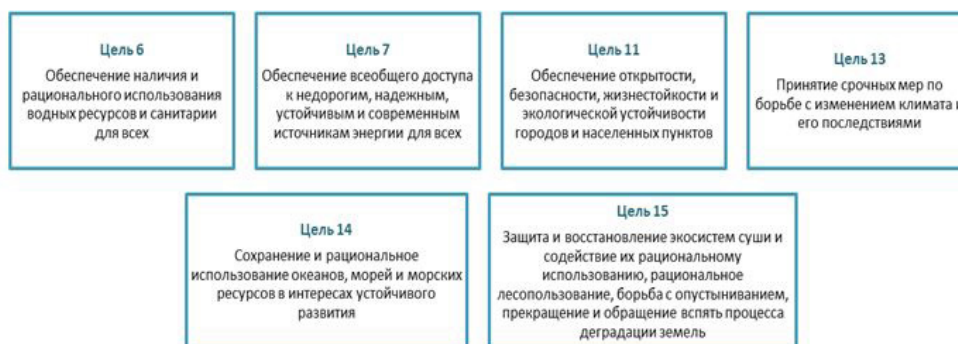 Цель 6
Обеспечение наличия и
рационального использования
водных ресурсов и санитарии
для всех
Цель 7
Обеспечение всеобщего доступа
к недорогим, надежным,
устойчивым и современным
источникам энергии для всех
Цель 11
Обеспечение открытости,
безопасности, жизнестойкости и
экологической устойчивости
городов и населенных пунктов
Цель 13
Принятие срочных мер по
борьбе с изменением климата и
его последствиями
Цель 14
Сохранение и рациональное
использование океанов, морей и морских
ресурсов в интересах устойчивого
развития
Цель 15
Защита и восстановление экосистем суши и
содействие их рациональному
использованию, рациональное
лесопользование, борьба с опустыниванием,
прекращение и обращение вспять процесса
деградации земель